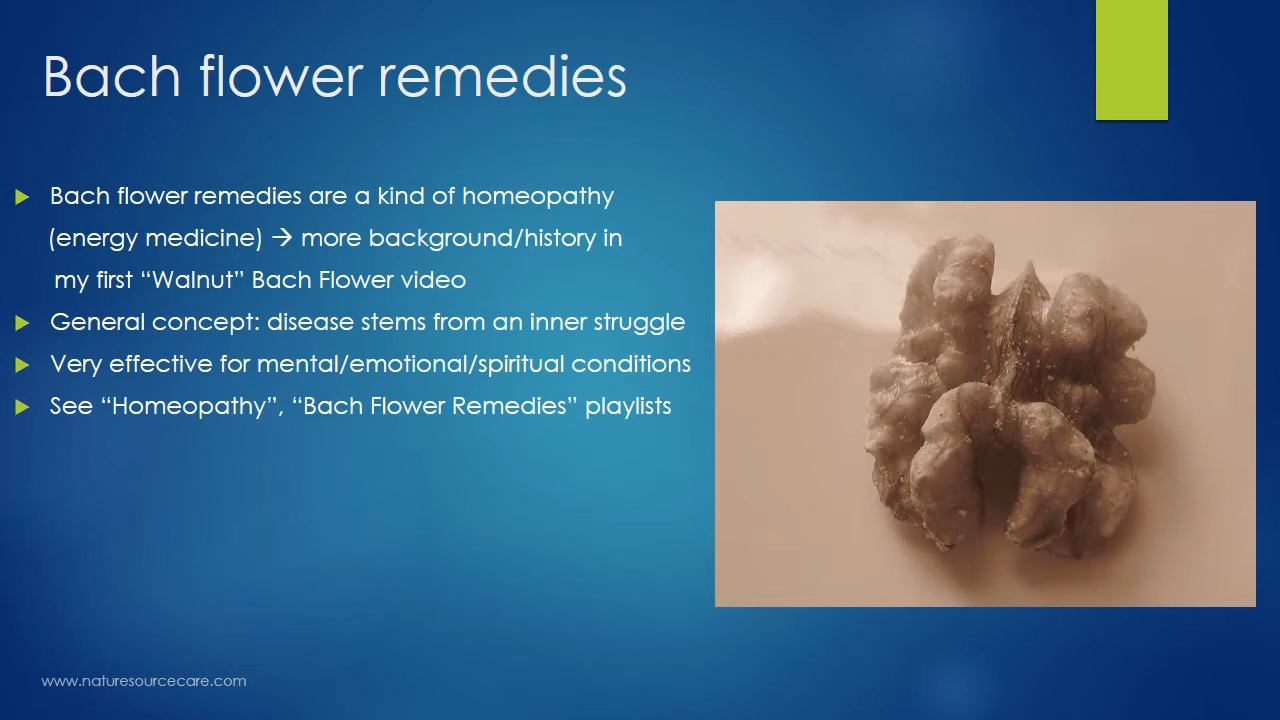 Bach flower remedies
Bach flower remedies are a kind of homeopathy
(energy medicine) → more background/history in
my first “Walnut” Bach Flower video
General concept: disease stems from an inner struggle
Very effective for mental/emotional/spiritual conditions
See “Homeopathy”, “Bach Flower Remedies” playlists
www.naturesourcecare.com